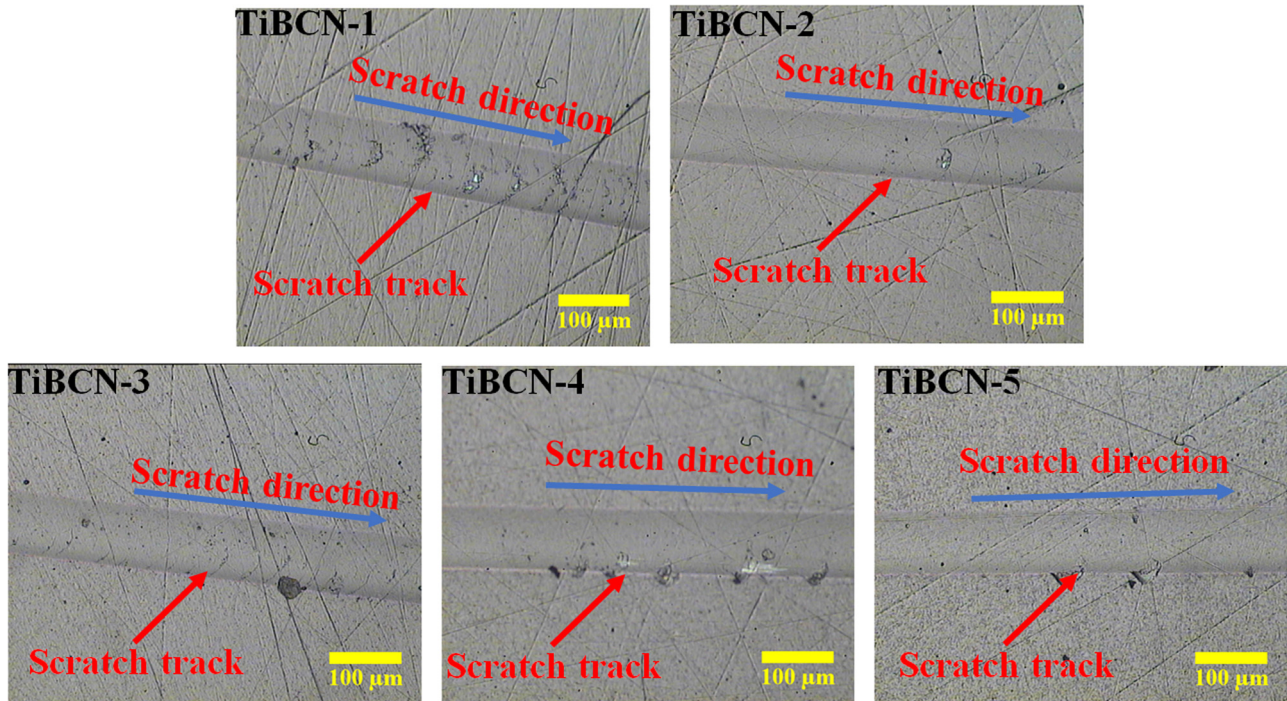 TiBCN-1
Scratch direction
Scratch track
100 µm
TiBCN-2
Scratch direction
Scratch track
100 µm
TiBCN-3
Scratch direction
Scratch track
100 µm
TiBCN-4
Scratch direction
Scratch track
100 µm
TiBCN-5
Scratch direction
Scratch track
100 µm